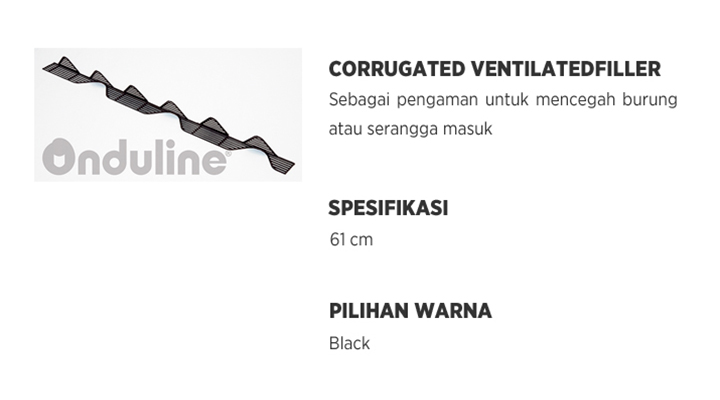 Onduline®
CORRUGATED VENTILATEDFILLER
Sebagai pengaman untuk mencegah burung
atau serangga masuk
SPESIFIKASI
61 cm
PILIHAN WARNA
Black